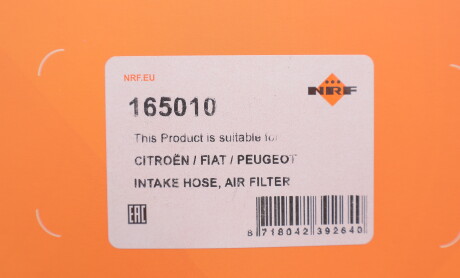 NRF.EU
NRF
165010
This Product is suitable for
CITROËN / FIAT / PEUGEOT
INTAKE HOSE, AIR FILTER
EAC
8 718042 392640